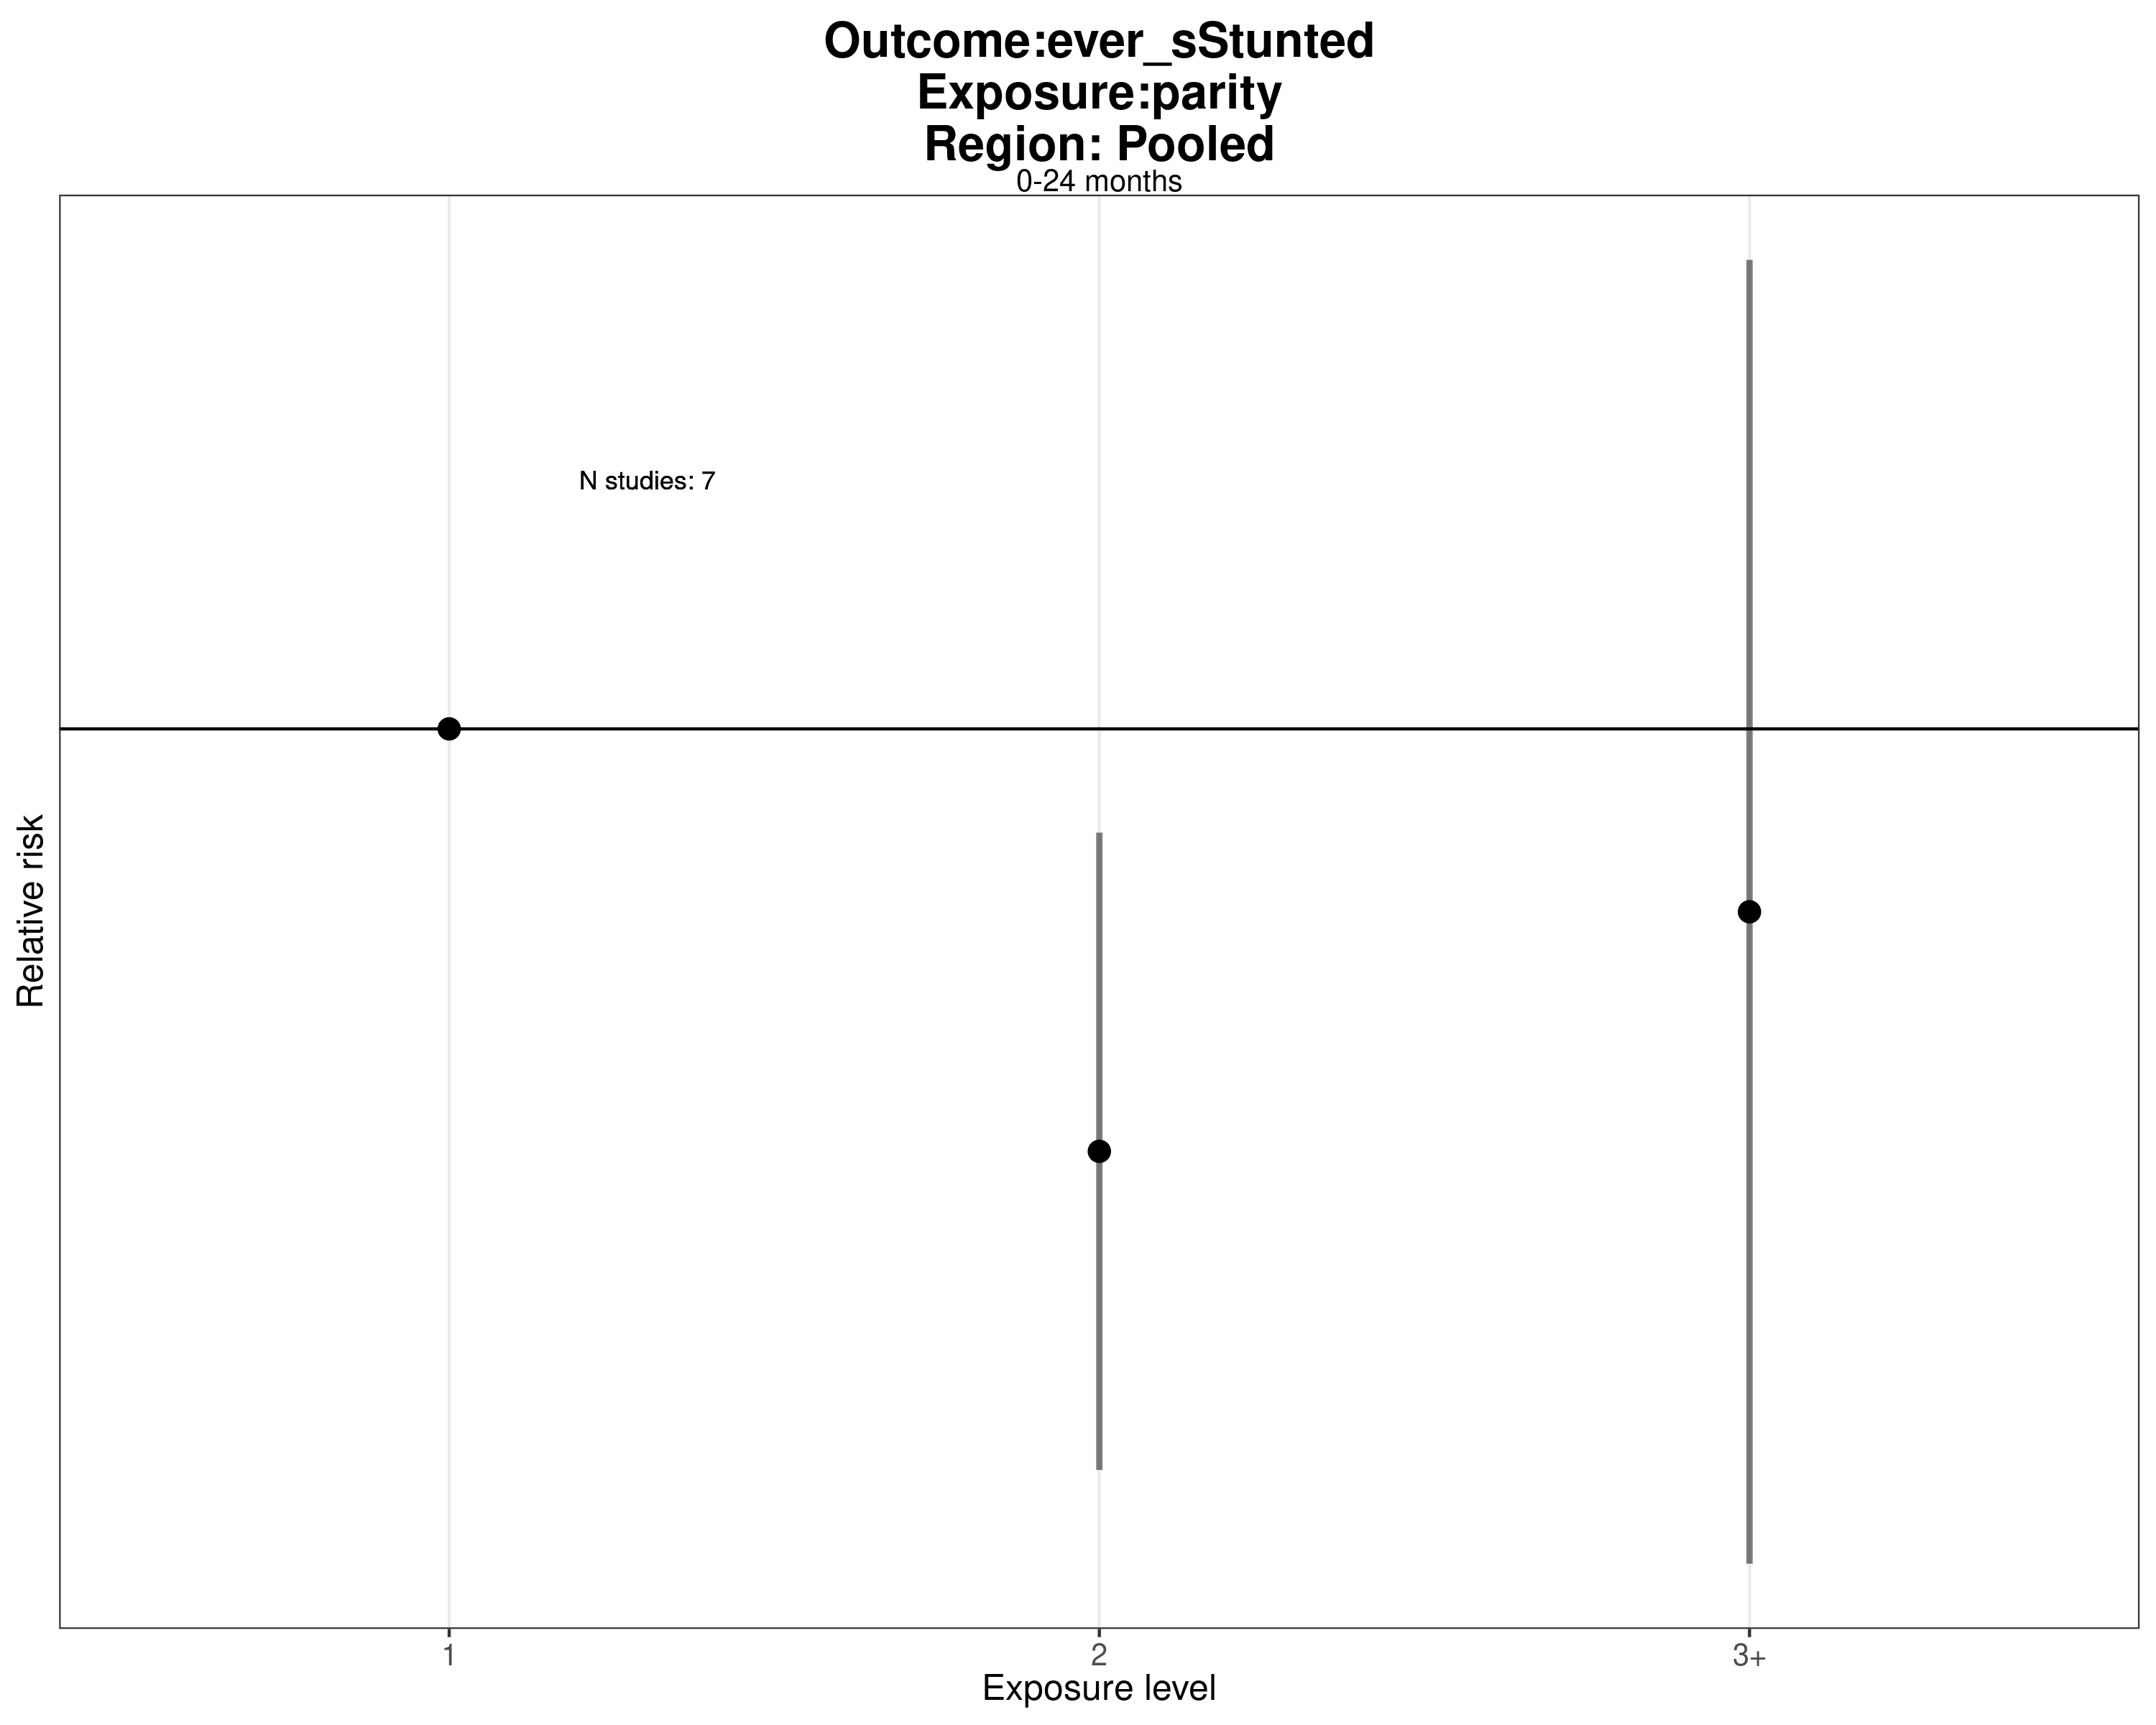 Outcome:ever_sStunted
Exposure:parity
Region: Pooled
0-24 months
N studies: 7
Relative risk
1
2
3+
Exposure level